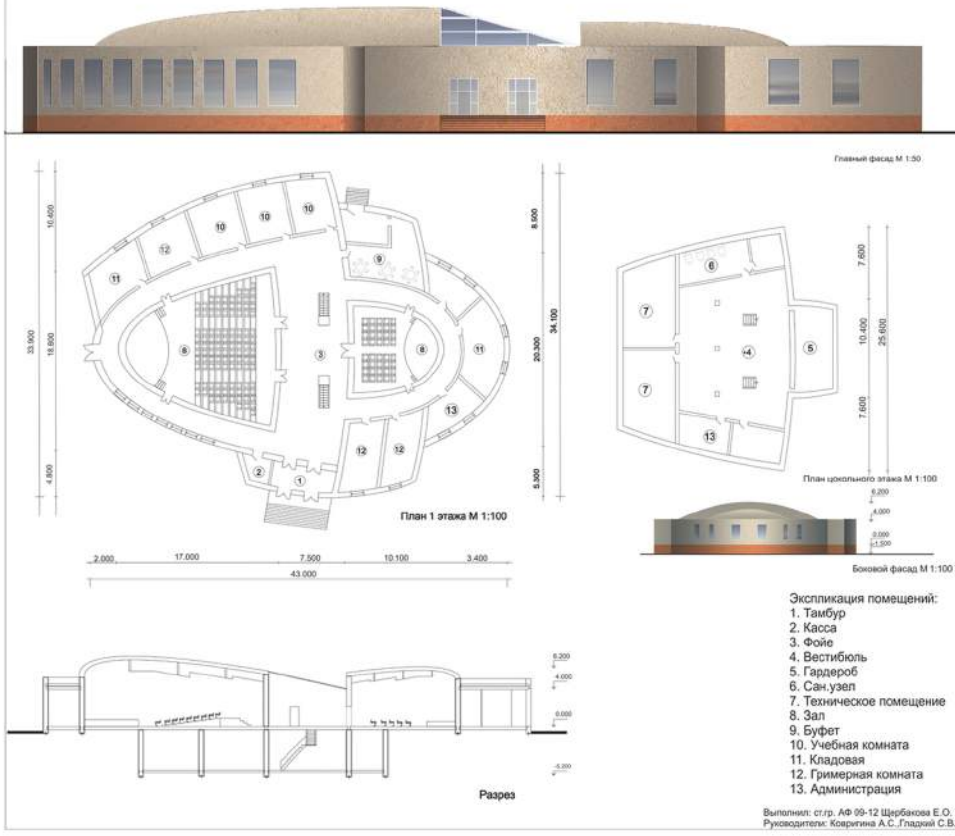 Главный фасад М 1:50
10.400
18.600
4.800
33.900
8.500
20.300
5.300
34.100
7.600
10.400
7.600
25.600
11
12
10
10
10
9
8
3
8
11
13
12
12
2
1
6
7
7
4
5
13
План 1 этажа М 1:100
План цокольного этажа М 1:100
6.200
4.000
0.000
-1.500
Боковой фасад М 1:100
2.000
17.000
7.500
10.100
3.400
43.000
6.200
4.000
0.000
-5.200
Разрез
Экспликация помещений:
1. Тамбур
2. Касса
3. Фойе
4. Вестибюль
5. Гардероб
6. Сан.узел
7. Техническое помещение
8. Зал
9. Буфет
10. Учебная комната
11. Кладовая
12. Гримерная комната
13. Администрация
Выполнил: ст.гр. АФ 09-12 Щербакова Е.О.
Руководители: Ковригина А.С.,Гладкий С.В.